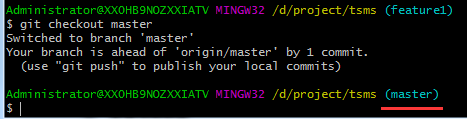 Administrator@XXOHB9NOZXXIATV MINGW32 /d/project/tsms (feature1)
$ git checkout master
Switched to branch 'master'
Your branch is ahead of 'origin/master' by 1 commit.
  (use "git push" to publish your local commits)
Administrator@XXOHB9NOZXXIATV MINGW32 /d/project/tsms (master)
$